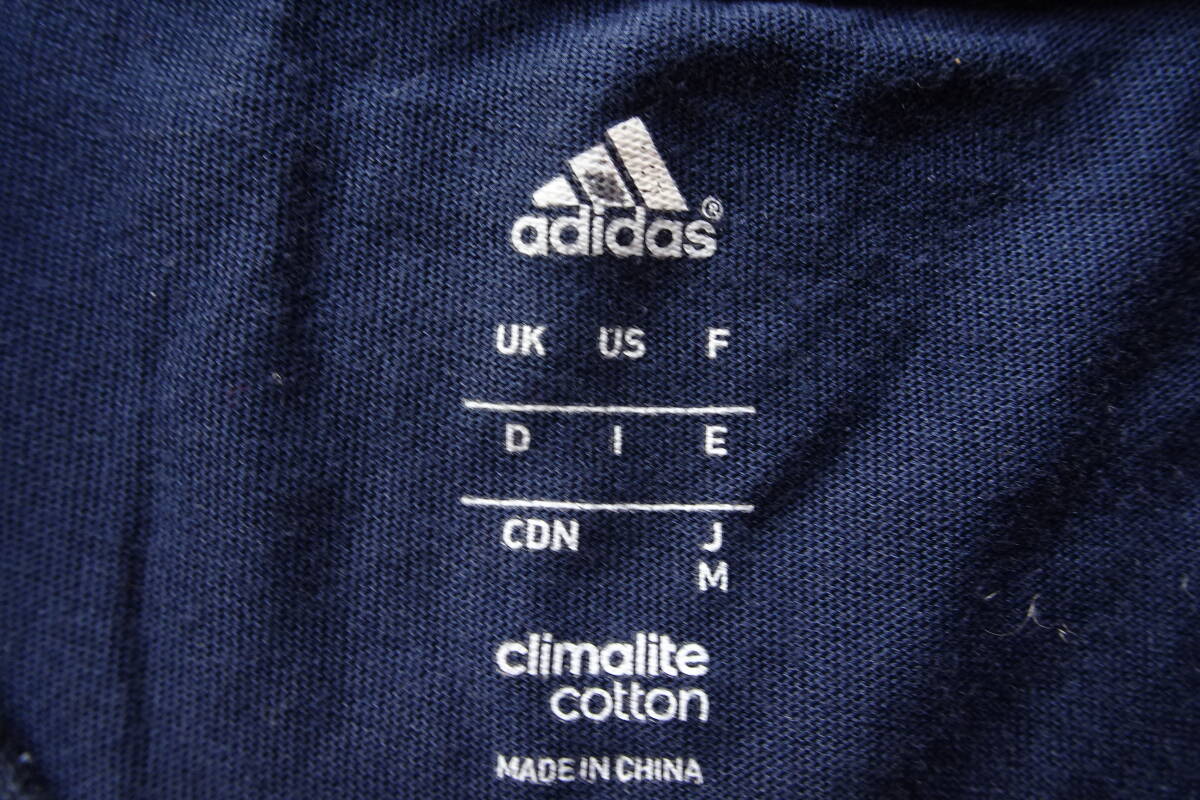 adidas®
UK US F
D I E
CDN J
M
climalite
cotton
MADE IN CHINA